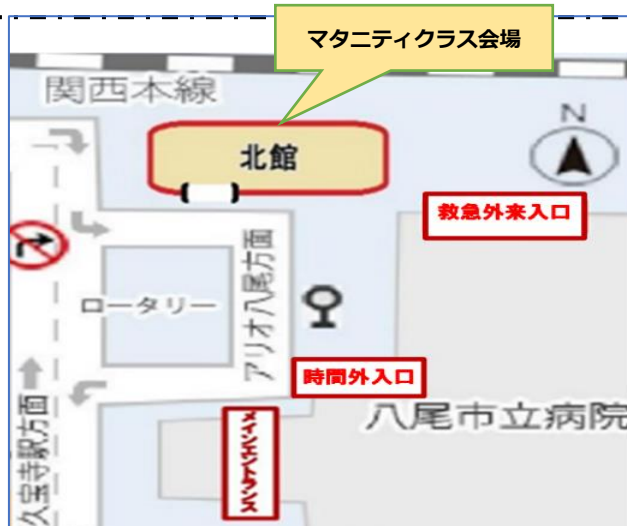 マタニティクラス会場
関西本線
北館
N
救急外来入口
ロータリー
アリオ八尾方面
時間外入口
八尾市立病院
メインエントランス
久宝寺駅方面